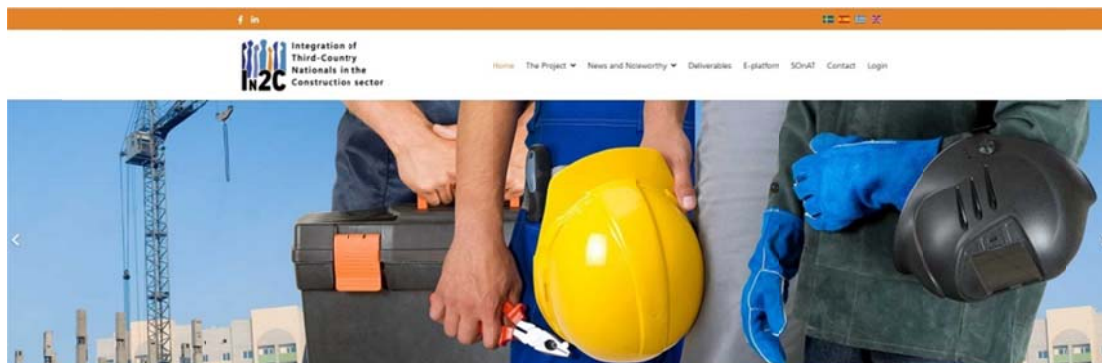 f in
Integration of
Third-Country
Nationals in the
Construction sector
IN2C
Home The Project News and Noteworthy Deliverables E-platform SOnAT Contact Login